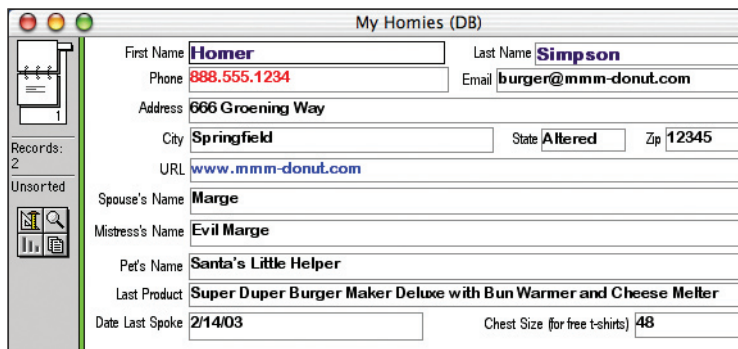 My Homies (DB)
First Name Homer Last Name Simpson
Phone 888.555.1234 Email burger@mmm-donut.com
Address 666 Groening Way
City Springfield State Altered Zip 12345
URL www.mmm-donut.com
Spouse's Name Marge
Mistress's Name Evil Marge
Pet's Name Santa's Little Helper
Last Product Super Duper Burger Maker Deluxe with Bun Warmer and Cheese Melter
Date Last Spoke 2/14/03 Chest Size (for free t-shirts) 48
1
Records:
2
Unsorted